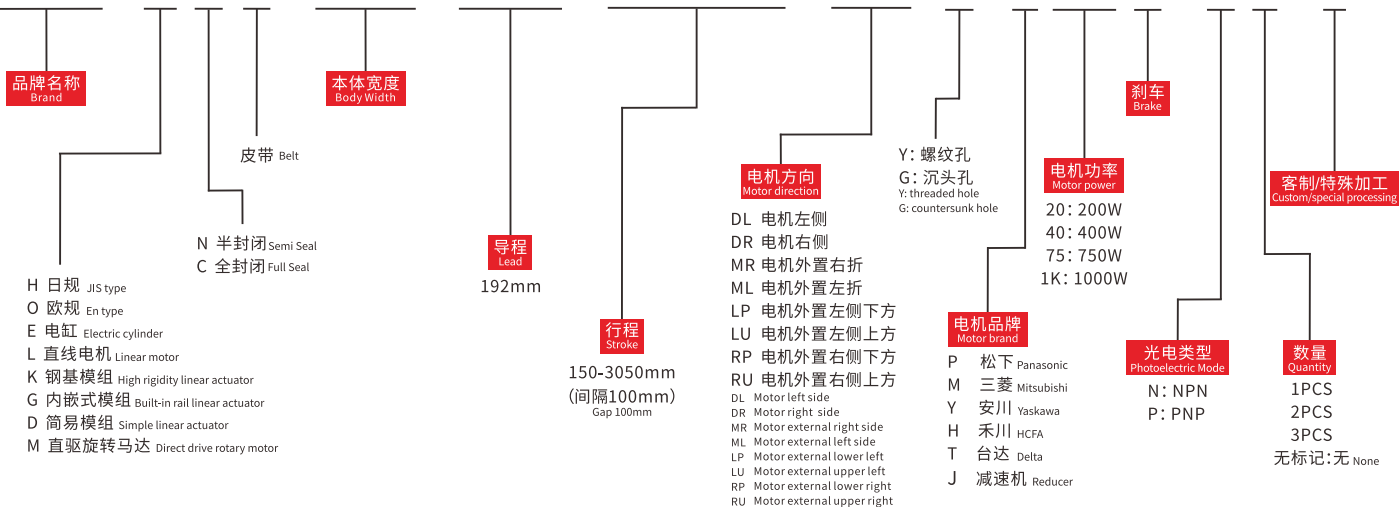 品牌名称
Brand
H 日规 JIS type
O 欧规 En type
E 电缸 Electric cylinder
L 直线电机 Linear motor
K 钢基模组 High rigidity linear actuator
G 内嵌式模组 Built-in rail linear actuator
D 简易模组 Simple linear actuator
M 直驱旋转马达 Direct drive rotary motor
N 半封闭 Semi Seal
C 全封闭 Full Seal
皮带 Belt
本体宽度
Body Width
导程
Lead
192mm
行程
Stroke
150-3050mm
（间隔100mm）
Gap 100mm
电机方向
Motor direction
DL 电机左侧
DR 电机右侧
MR 电机外置右折
ML 电机外置左折
LP 电机外置左侧下方
LU 电机外置左侧上方
RP 电机外置右侧下方
RU 电机外置右侧上方
DL Motor left side
DR Motor right side
MR Motor external right side
ML Motor external left side
LP Motor external lower left
LU Motor external upper left
RP Motor external lower right
RU Motor external upper right
Y：螺纹孔
G：沉头孔
Y: threaded hole
G: countersunk hole
电机品牌
Motor brand
P 松下 Panasonic
M 三菱 Mitsubishi
Y 安川 Yaskawa
H 禾川 HCFA
T 台达 Delta
J 减速机 Reducer
电机功率
Motor power
20：200W
40：400W
75：750W
1K：1000W
刹车
Brake
光电类型
Photoelectric Mode
N：NPN
P：PNP
数量
Quantity
1PCS
2PCS
3PCS
无标记：无 None
客制/特殊加工
Custom/special processing